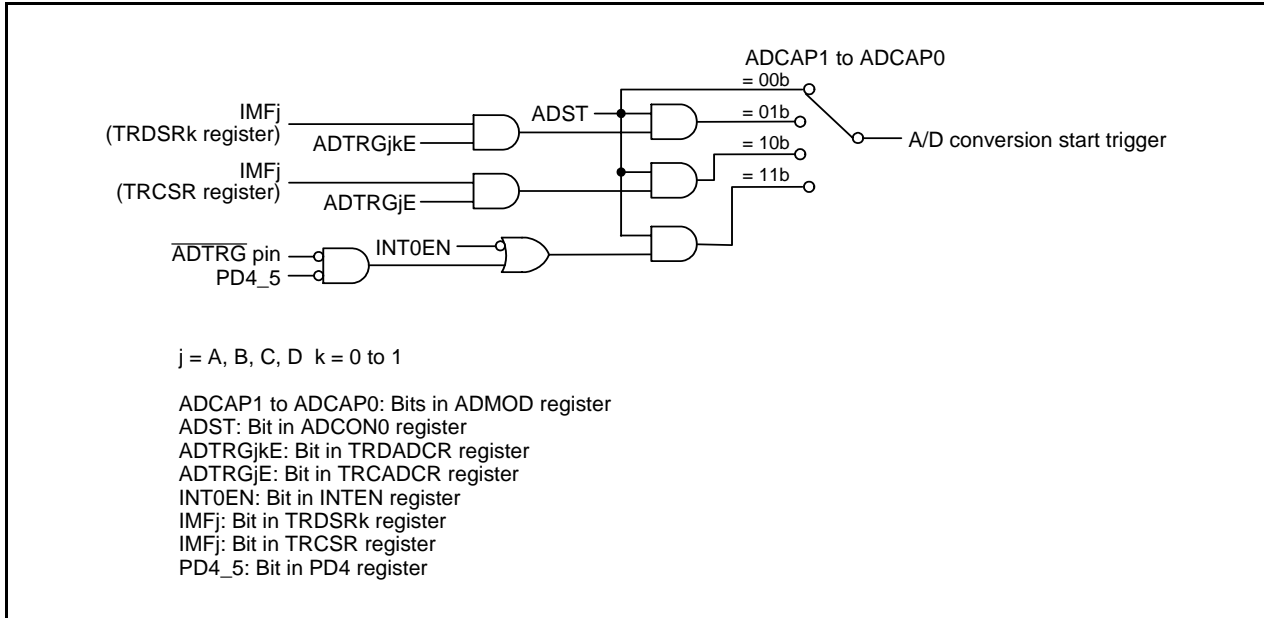 ADCAP1 to ADCAP0
= 00b
IMFj
(TRDSRk register)
ADTRGjkE
ADST
= 01b
A/D conversion start trigger
= 10b
IMFj
(TRCSR register)
ADTRGjE
= 11b
ADTRG pin
PD4_5
INT0EN
j = A, B, C, D k = 0 to 1
ADCAP1 to ADCAP0: Bits in ADMOD register
ADST: Bit in ADCON0 register
ADTRGjkE: Bit in TRDADCR register
ADTRGjE: Bit in TRCADCR register
INT0EN: Bit in INTEN register
IMFj: Bit in TRDSRk register
IMFj: Bit in TRCSR register
PD4_5: Bit in PD4 register